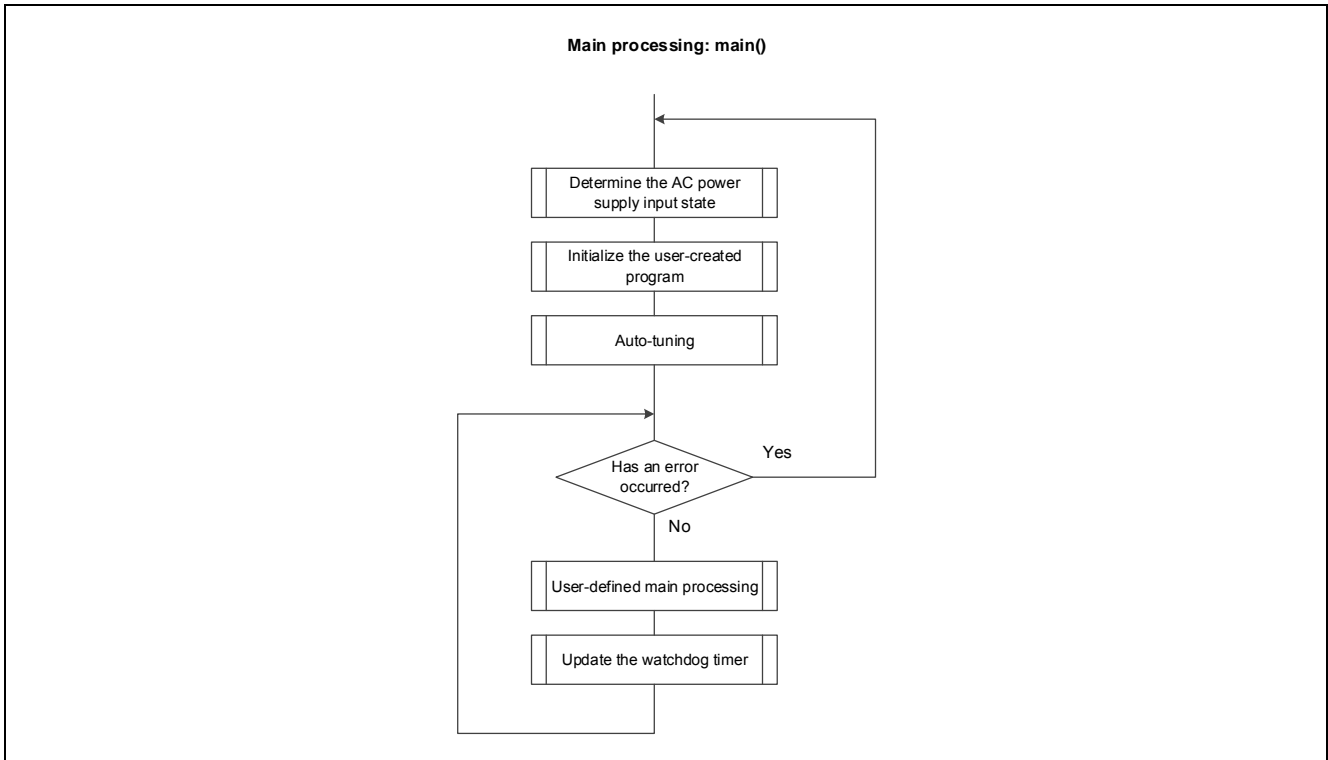 Main processing: main()
Determine the AC power
supply input state
Initialize the user-created
program
Auto-tuning
Has an error
occurred?
Yes
No
User-defined main processing
Update the watchdog timer